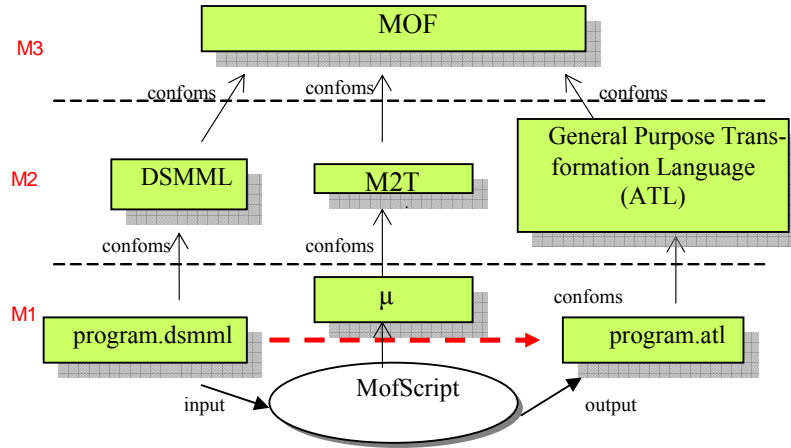 MOF
M3
confoms
confoms
confoms
General Purpose Trans-
formation Language
(ATL)
M2
DSMML
M2T
confoms
confoms
M1
μ
confoms
program.dsmml
program.atl
MofScript
input
output